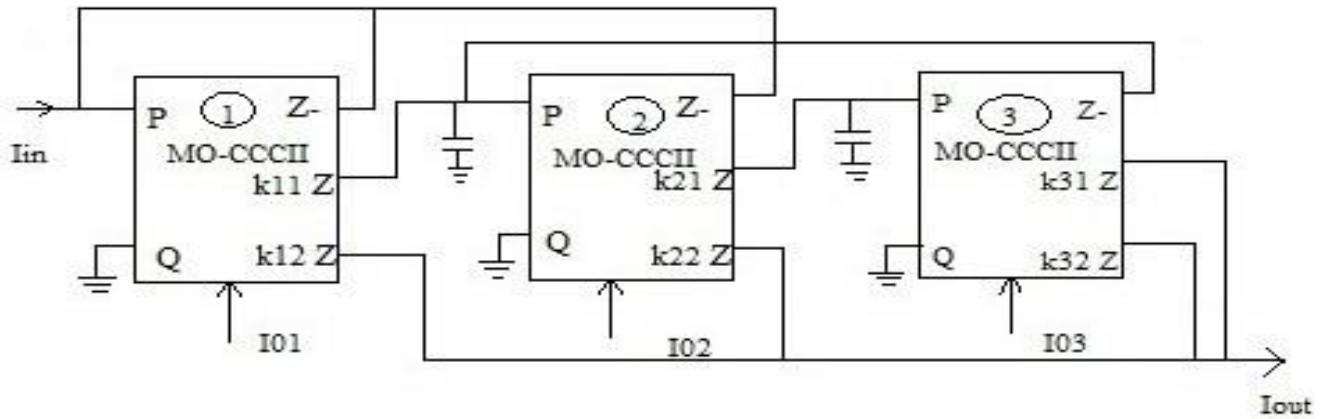 Iin
P
1
Z-
MO-CCCII
k11 Z
Q
k12 Z
I01
P
2
Z-
MO-CCCII
k21 Z
Q
k22 Z
I02
P
3
Z-
MO-CCCII
k31 Z
Q
k32 Z
I03
Iout